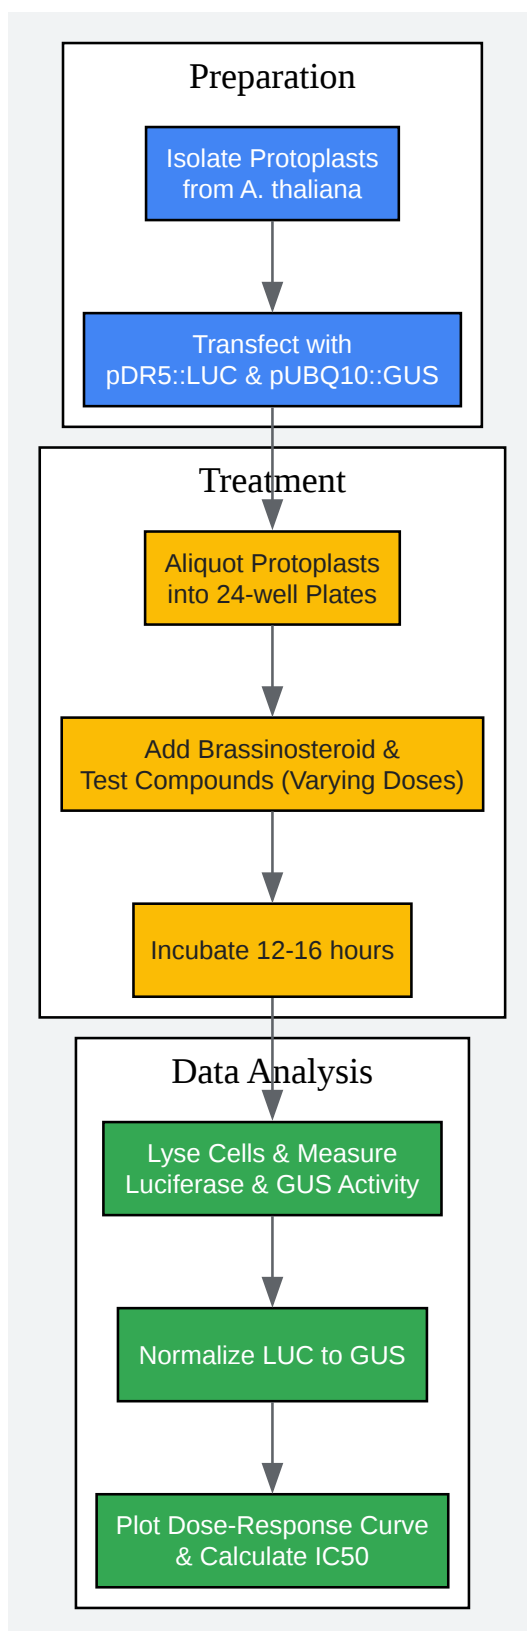 Preparation
Isolate Protoplasts
from A. thaliana
Transfect with
pDR5::LUC & pUBQ10::GUS
Treatment
Aliquot Protoplasts
into 24-well Plates
Add Brassinosteroid &
Test Compounds (Varying Doses)
Incubate 12-16 hours
Data Analysis
Lyse Cells & Measure
Luciferase & GUS Activity
Normalize LUC to GUS
Plot Dose-Response Curve
& Calculate IC50